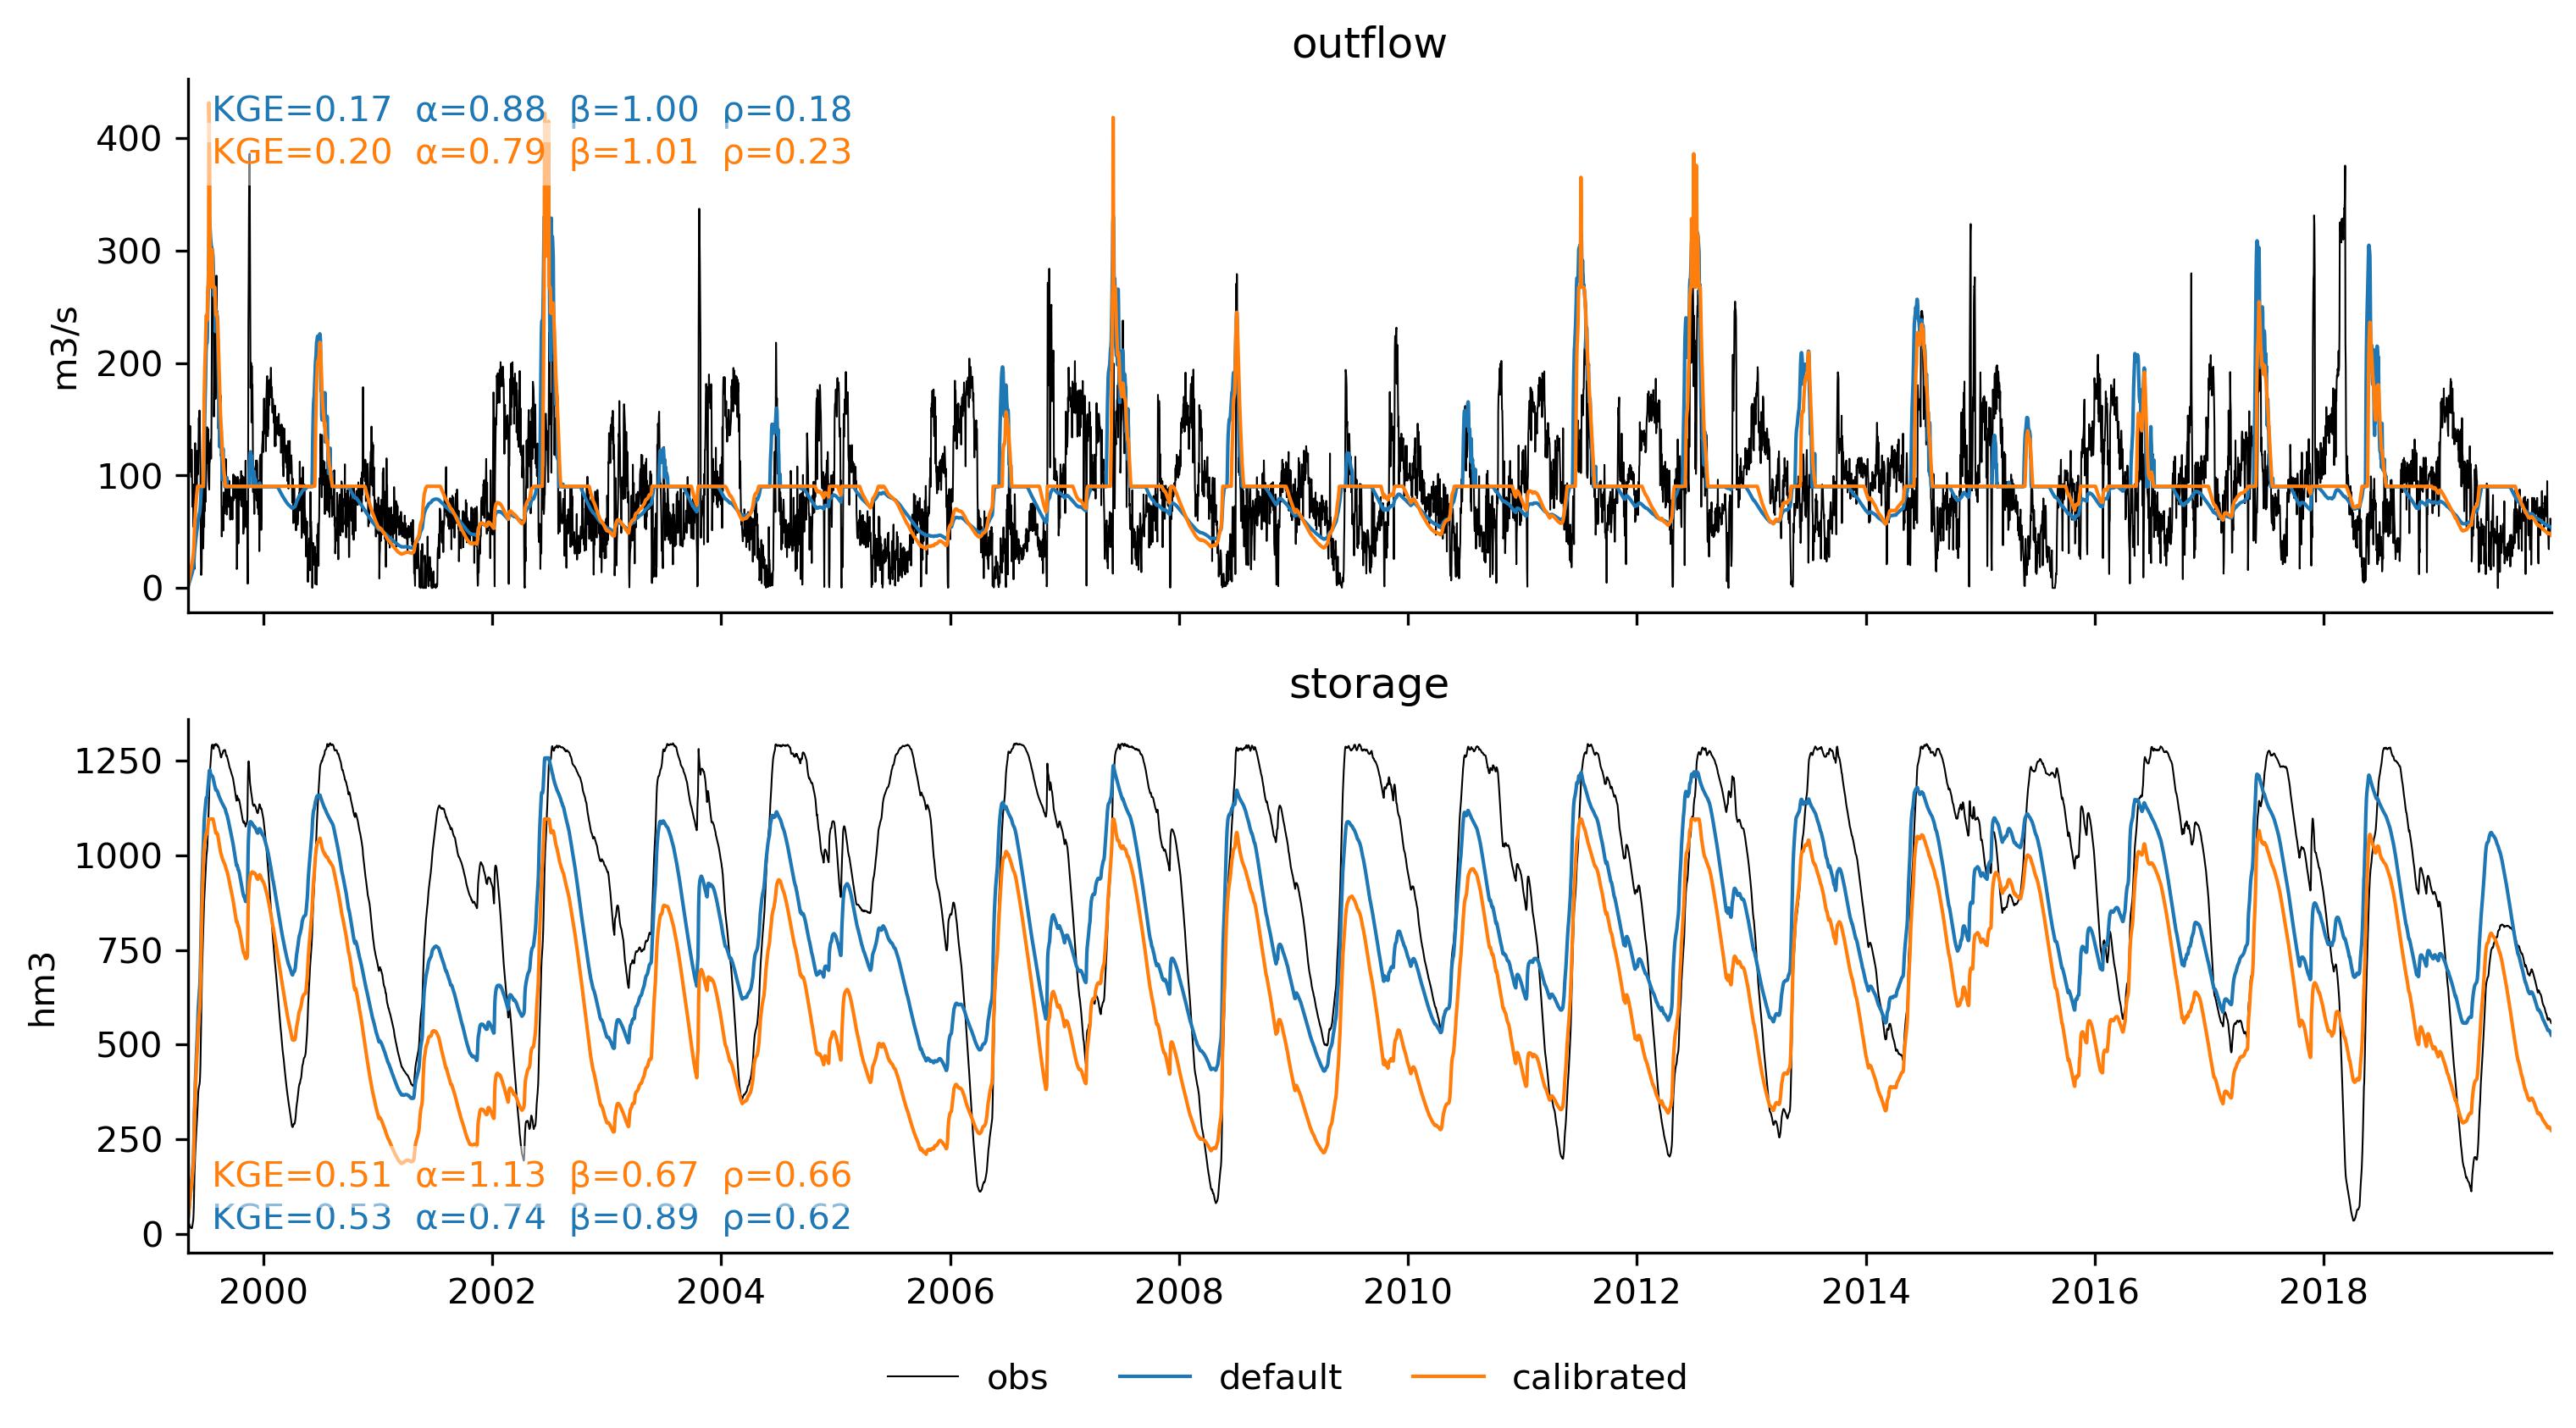 outflow
KGE=0.17 α=0.88 β=1.00 ρ=0.18
KGE=0.20 α=0.79 β=1.01 ρ=0.23
m3/s
400
300
200
100
0
storage
hm3
1250
1000
750
500
250
0
KGE=0.51 α=1.13 β=0.67 ρ=0.66
KGE=0.53 α=0.74 β=0.89 ρ=0.62
2000 2002 2004 2006 2008 2010 2012 2014 2016 2018
obs default calibrated